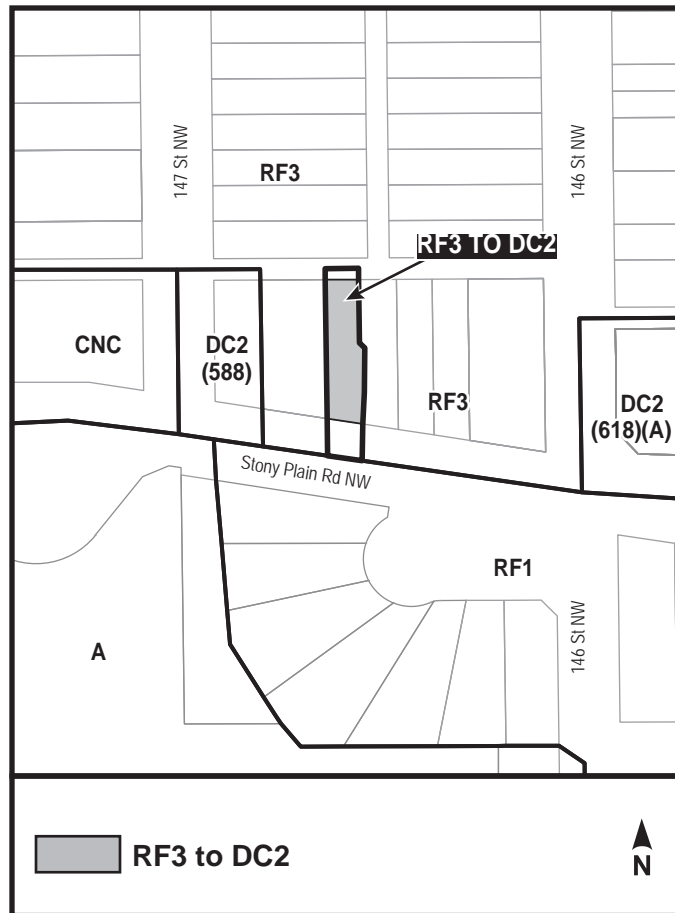 147 St NW
146 St NW
RF3
RF3 TO DC2
CNC
DC2
(588)
RF3
DC2
(618)(A)
Stony Plain Rd NW
RF1
146 St NW
A
RF3 to DC2
N